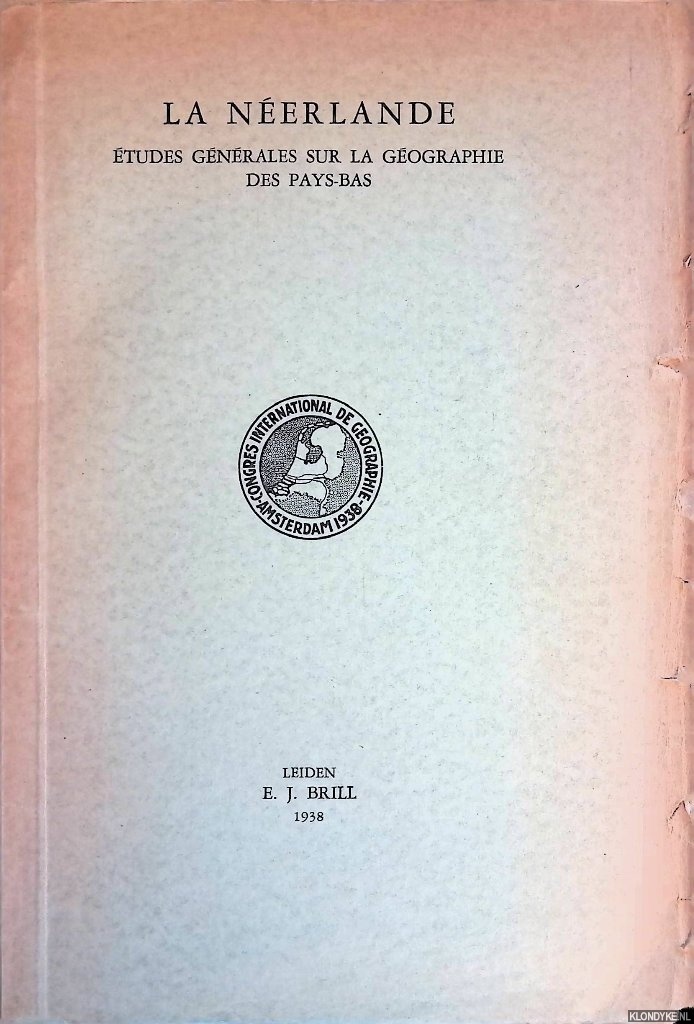 LA NÉERLANDE
ÉTUDES GÉNÉRALES SUR LA GÉOGRAPHIE
DES PAYS-BAS
CONGRES INTERNATIONAL DE GEOGRAPHIE
-AMSTERDAM 1938-
LEIDEN
E. J. BRILL
1938
KLONDYKE.NL